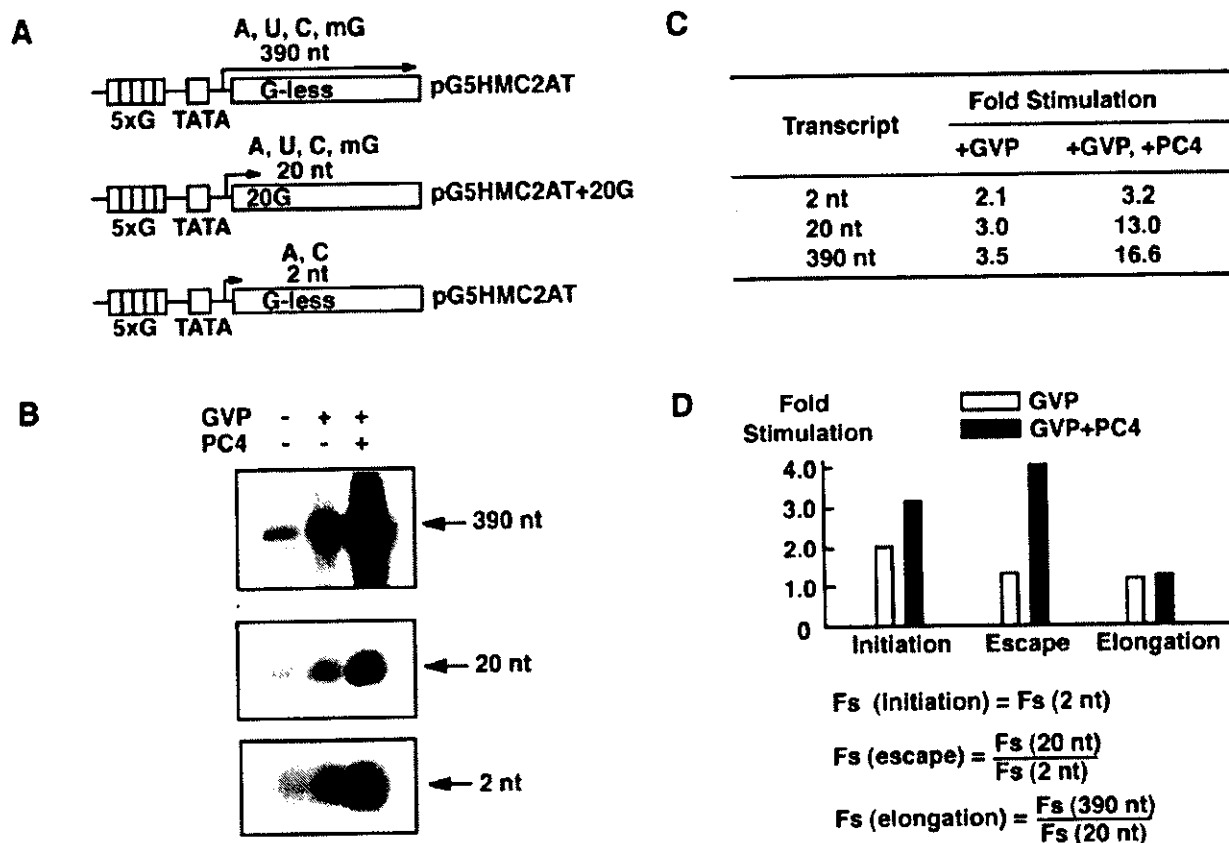 A
A, U, C, mG
390 nt
G-less
pG5HMC2AT
5xG TATA
A, U, C, mG
20 nt
20G
pG5HMC2AT+20G
5xG TATA
A, C
2 nt
G-less
pG5HMC2AT
5xG TATA
B
GVP - + +
PC4 - - +
390 nt
20 nt
2 nt
C
Transcript
Fold Stimulation
+GVP +GVP, +PC4
2 nt 2.1 3.2
20 nt 3.0 13.0
390 nt 3.5 16.6
D
Fold
Stimulation
GVP
GVP+PC4
4.0
3.0
2.0
1.0
0
Initiation Escape Elongation
Fs (initiation) = Fs (2 nt)
Fs (escape) = Fs (20 nt)
Fs (2 nt)
Fs (elongation) = Fs (390 nt)
Fs (20 nt)